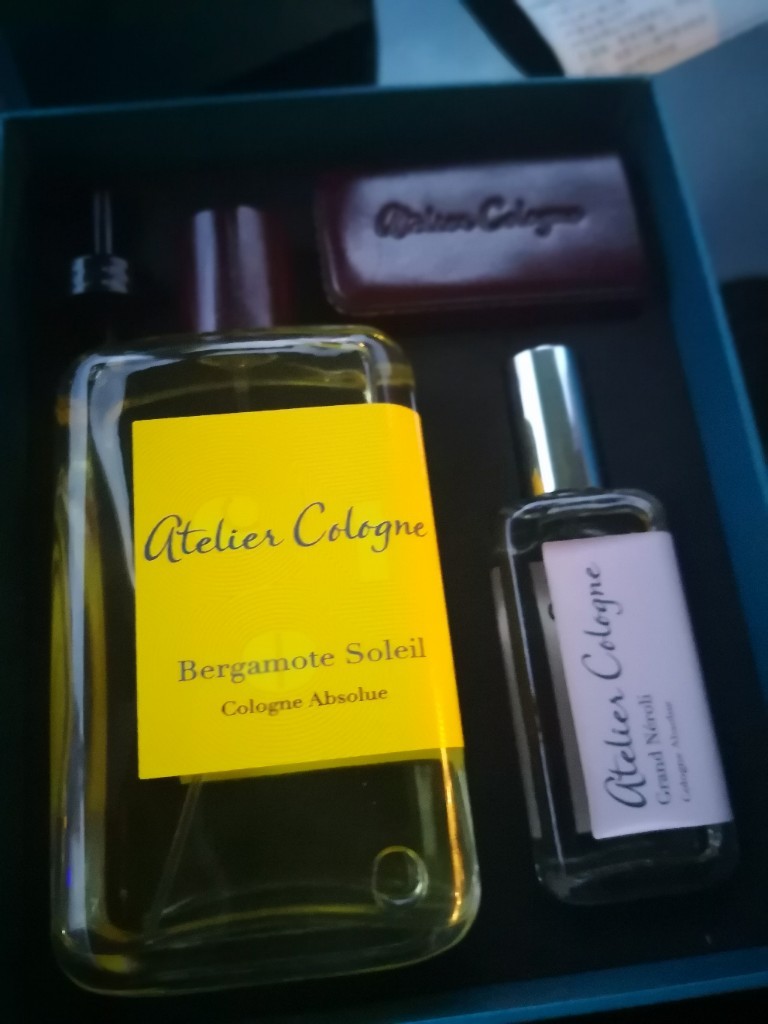 Atelier Cologne
Atelier Cologne
Bergamote Soleil
Cologne Absolue
Atelier Cologne
Grand Néroli
Cologne Absolue